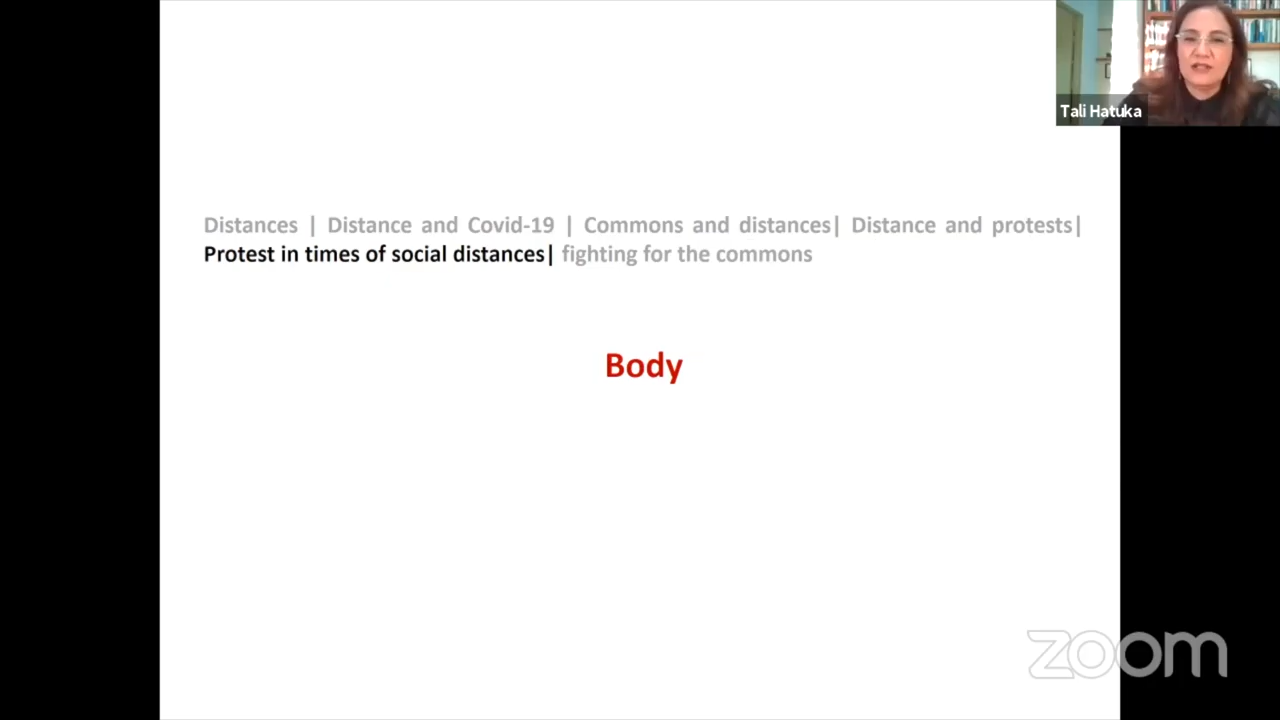 Tali Hatuka
Distances | Distance and Covid-19 | Commons and distances| Distance and protests|
Protest in times of social distances| fighting for the commons
Body
zoom